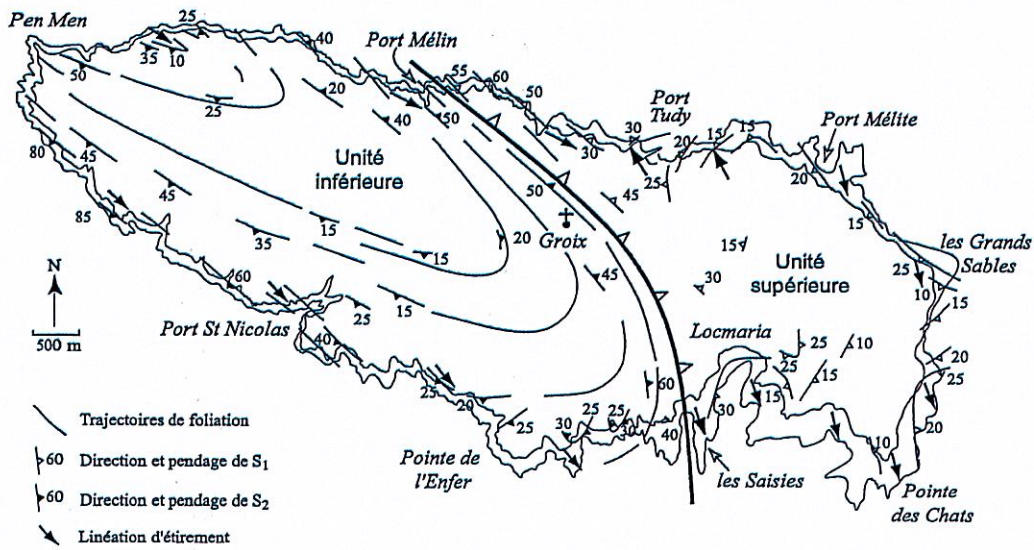 Pen Men
25
35
10
50
25
40
20
Port Mélin
40
50
55
60
50
30
Port
Tudy
30
20
15
15
25
Port Mélite
20
15
Unité
inférieure
80
45
45
85
35
15
15
20
50
Groix
45
45
15
30
Unité
supérieure
les Grands
Sables
25
10
15
N
500 m
60
Port St Nicolas
25
15
40
25
20
25
30
25
25
30
60
40
Locmaria
30
25
25
15
15
10
20
25
20
10
Pointe de
l'Enfer
les Saisies
Pointe
des Chats
Trajectoires de foliation
60 Direction et pendage de S1
60 Direction et pendage de S2
Linéation d'étirement